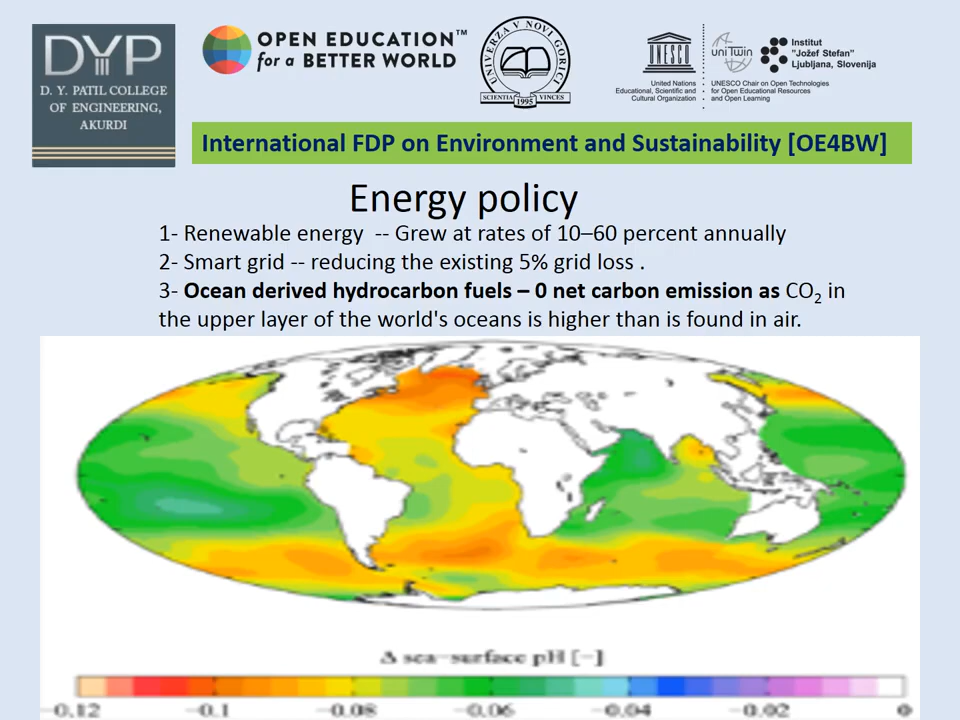 DYP
D. Y. PATIL COLLEGE
OF ENGINEERING,
AKURDI
OPEN EDUCATION™
for a BETTER WORLD
UNIVERZA V NOVI GORICI
SCIENTIA VINCES
1995
UNESCO
United Nations
Educational, Scientific and
Cultural Organization
uniTwin
Institut
"Jožef Stefan"
Ljubljana, Slovenija
UNESCO Chair on Open Technologies
for Open Educational Resources
and Open Learning
International FDP on Environment and Sustainability [OE4BW]
Energy policy
1- Renewable energy -- Grew at rates of 10–60 percent annually
2- Smart grid -- reducing the existing 5% grid loss .
3- Ocean derived hydrocarbon fuels – 0 net carbon emission as CO₂ in
the upper layer of the world's oceans is higher than is found in air.
Δ sea-surface pH [-]
-0.12 -0.1 -0.08 -0.06 -0.04 -0.02 0